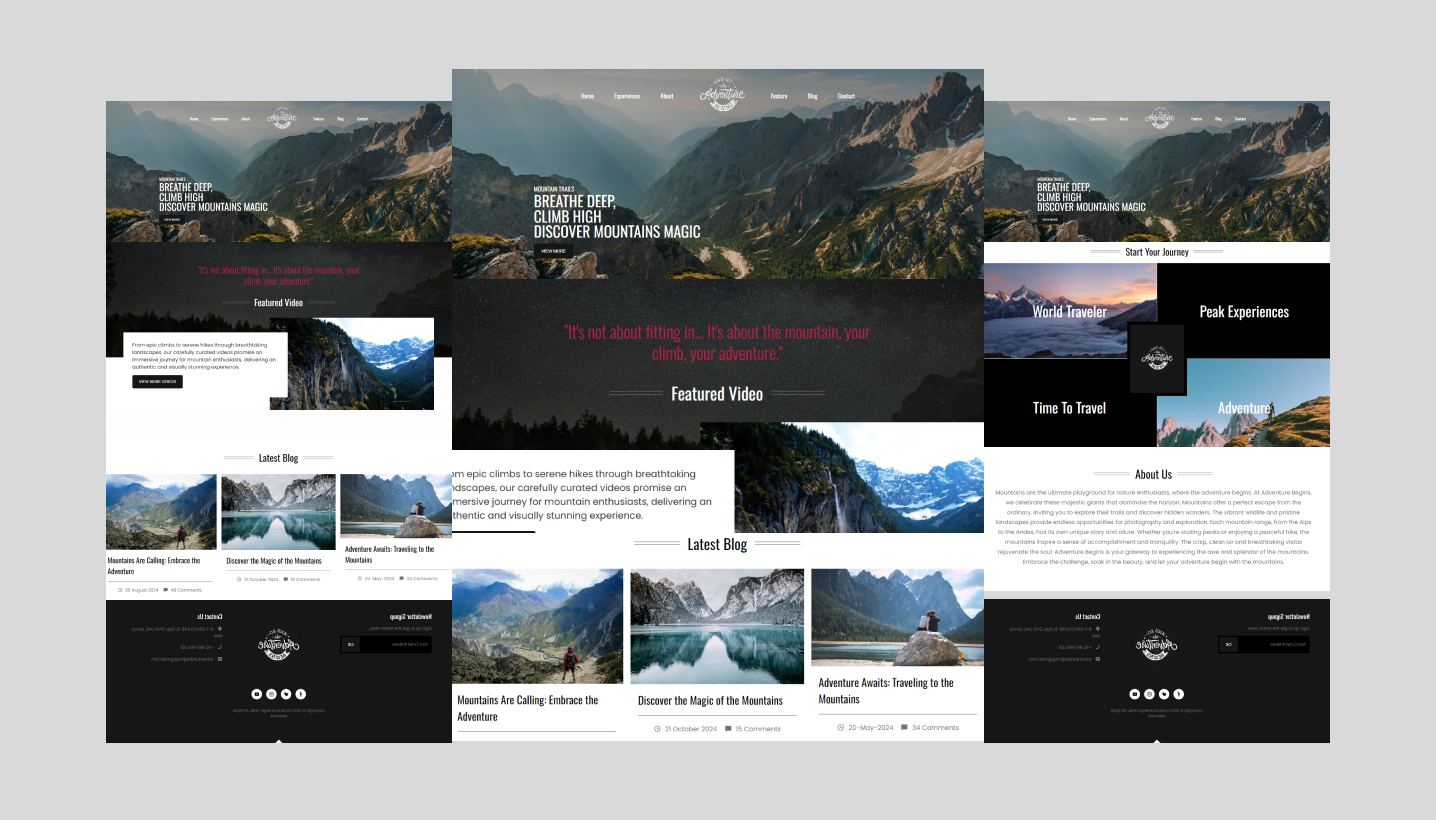 Home Experiences About Adventure Feature Blog Contact
MOUNTAIN TRAILS
BREATHE DEEP,
CLIMB HIGH
DISCOVER MOUNTAINS MAGIC
VIEW MORE
"It's not about fitting in... It's about the mountain, your
climb, your adventure."
Featured Video
From epic climbs to serene hikes through breathtaking
landscapes, our carefully curated videos promise an
immersive journey for mountain enthusiasts, delivering an
authentic and visually stunning experience.
VIEW MORE VIDEOS
Latest Blog
Mountains Are Calling: Embrace the
Adventure
26 August 2024 48 Comments
Discover the Magic of the Mountains
21 October 2024 15 Comments
Adventure Awaits: Traveling to the
Mountains
20-May-2024 34 Comments
Contact Us
Newsletter Signup
Adventure
Home Experiences About Adventure Feature Blog Contact
MOUNTAIN TRAILS
BREATHE DEEP,
CLIMB HIGH
DISCOVER MOUNTAINS MAGIC
VIEW MORE
"It's not about fitting in... It's about the mountain, your
climb, your adventure."
Featured Video
om epic climbs to serene hikes through breathtaking
ndscapes, our carefully curated videos promise an
mersive journey for mountain enthusiasts, delivering an
thentic and visually stunning experience.
Latest Blog
Mountains Are Calling: Embrace the
Adventure
Discover the Magic of the Mountains
21 October 2024 15 Comments
Adventure Awaits: Traveling to the
Mountains
20-May-2024 34 Comments
Home Experiences About Adventure Feature Blog Contact
MOUNTAIN TRAILS
BREATHE DEEP,
CLIMB HIGH
DISCOVER MOUNTAINS MAGIC
VIEW MORE
Start Your Journey
World Traveler
Peak Experiences
Adventure
Time To Travel
Adventure
About Us
Mountains are the ultimate playground for nature enthusiasts, where the adventure begins. At Adventure Begins,
we celebrate these majestic giants that dominate the horizon. Mountains offer a perfect escape from the
ordinary, inviting you to explore their trails and discover hidden wonders. The vibrant wildlife and pristine
landscapes provide endless opportunities for photography and exploration. Each mountain range, from the Alps
to the Andes, has its own unique story and allure. Whether you're scaling peaks or enjoying a peaceful hike, the
mountains inspire a sense of accomplishment and tranquility. The crisp, clean air and breathtaking vistas
rejuvenate the soul. Adventure Begins is your gateway to experiencing the awe and splendor of the mountains.
Embrace the challenge, soak in the beauty, and let your adventure begin with the mountains.
Contact Us
Newsletter Signup
Adventure